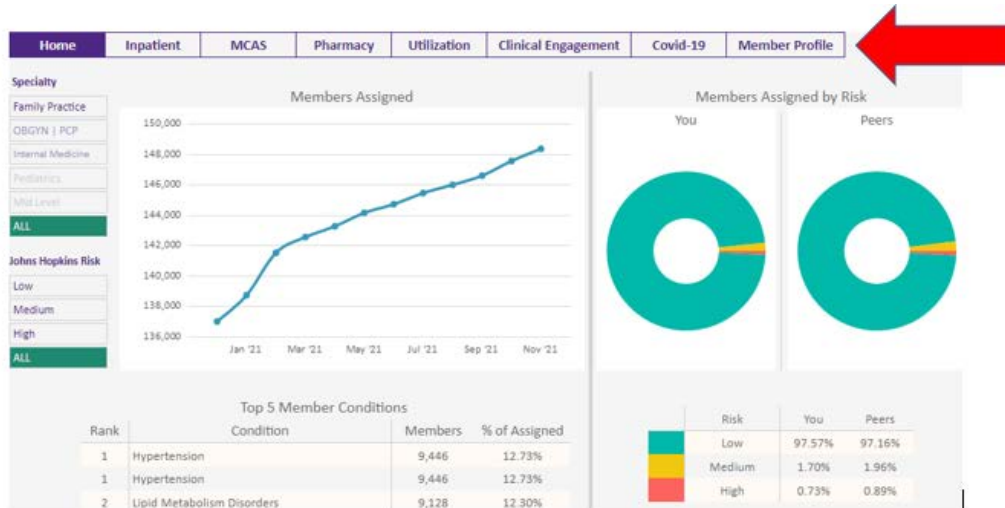 Home Inpatient MCAS Pharmacy Utilization Clinical Engagement Covid-19 Member Profile
Specialty
Family Practice
OBGYN | PCP
Internal Medicine
Pediatrics
Mid Level
ALL
Johns Hopkins Risk
Low
Medium
High
ALL
Members Assigned
150,000
148,000
146,000
144,000
142,000
140,000
138,000
136,000
Jan '21 Mar '21 May '21 Jul '21 Sep '21 Nov '21
Members Assigned by Risk
You Peers
Top 5 Member Conditions
Rank Condition Members % of Assigned
1 Hypertension 9,446 12.73%
1 Hypertension 9,446 12.73%
2 Lipid Metabolism Disorders 9,128 12.30%
Risk You Peers
Low 97.57% 97.16%
Medium 1.70% 1.96%
High 0.73% 0.89%